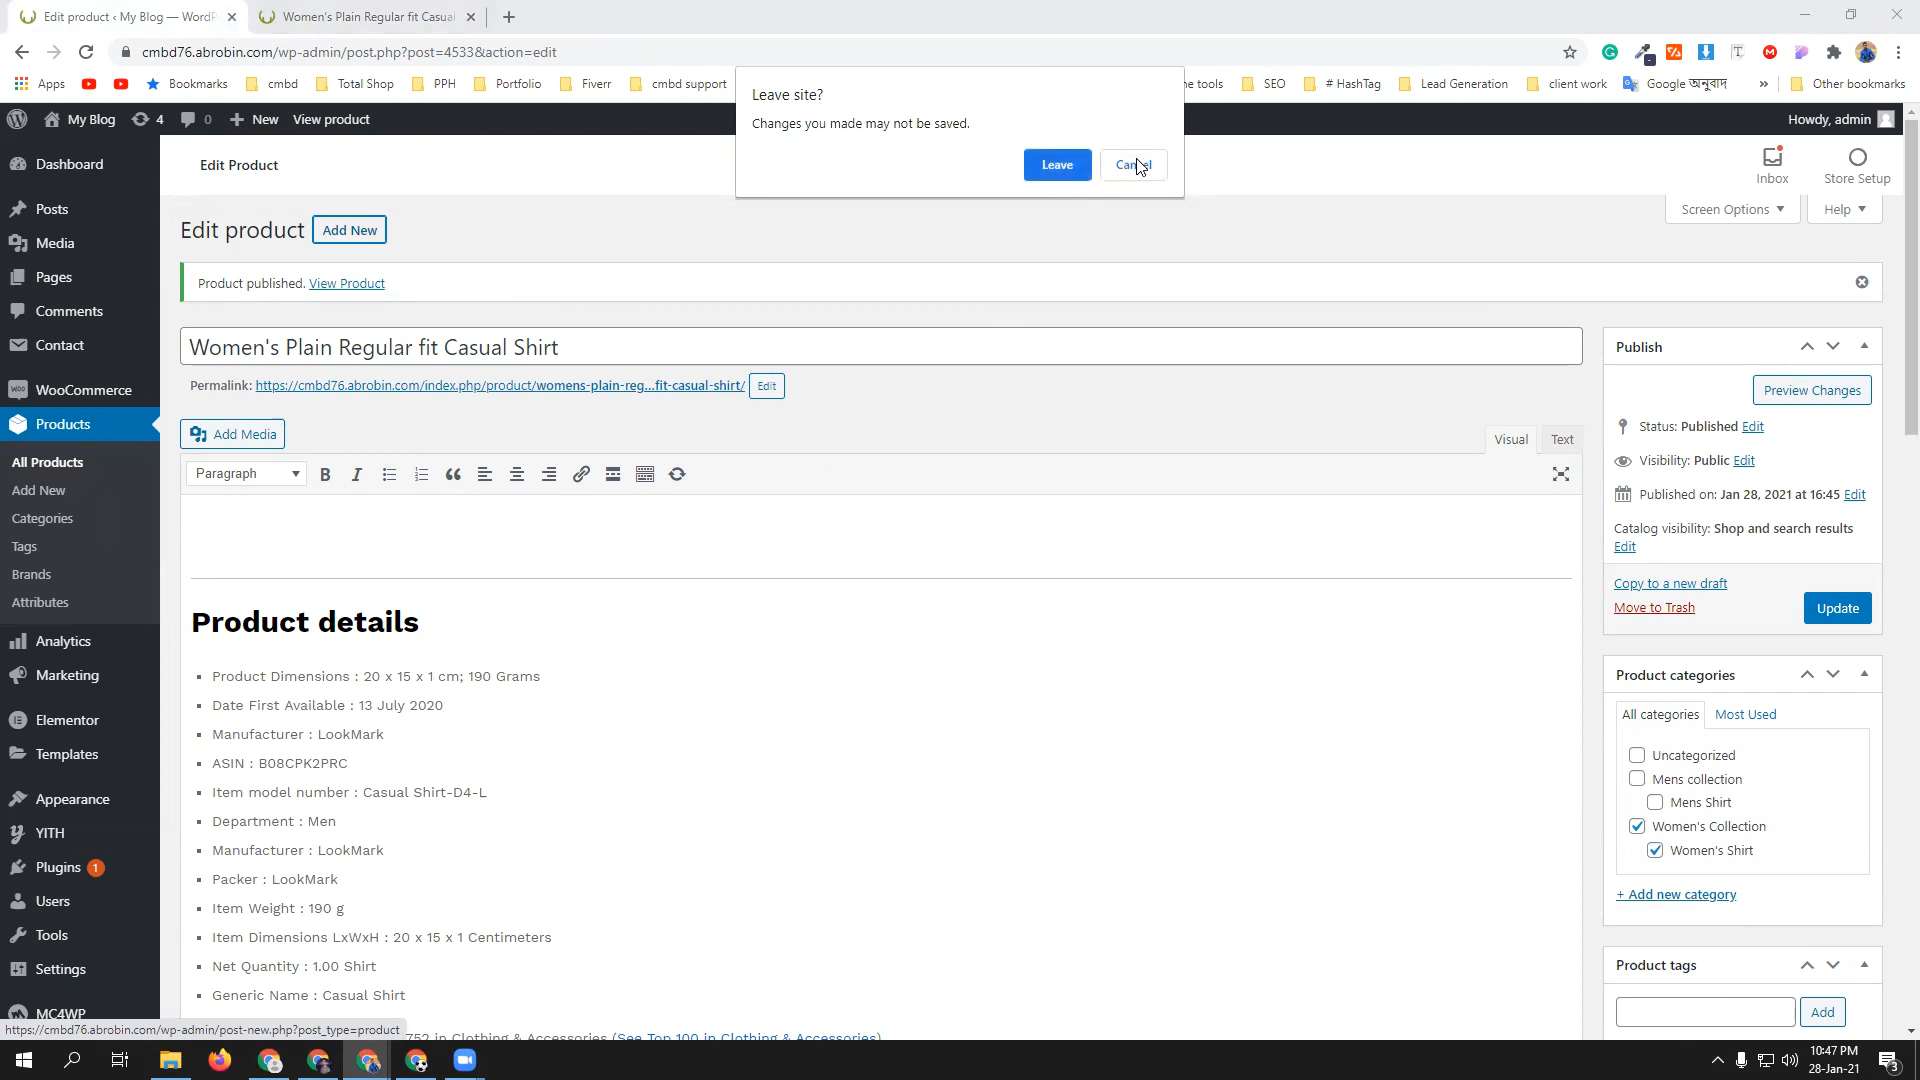 Edit product ‹ My Blog — WordP
Women's Plain Regular fit Casual
cmbd76.abrobin.com/wp-admin/post.php?post=4533&action=edit
Apps
Bookmarks
cmbd
Total Shop
PPH
Portfolio
Fiverr
cmbd support
ne tools
SEO
# HashTag
Lead Generation
client work
Google অনুবাদ
»
Other bookmarks
Leave site?
Changes you made may not be saved.
Leave
Cancel
My Blog
4
0
New
View product
Howdy, admin
Edit Product
Inbox
Store Setup
Screen Options
Help
Dashboard
Posts
Media
Pages
Comments
Contact
WooCommerce
Products
All Products
Add New
Categories
Tags
Brands
Attributes
Analytics
Marketing
Elementor
Templates
Appearance
YITH
Plugins 1
Users
Tools
Settings
MC4WP
Edit product
Add New
Product published. View Product
Women's Plain Regular fit Casual Shirt
Permalink: https://cmbd76.abrobin.com/index.php/product/womens-plain-reg...fit-casual-shirt/ Edit
Add Media
Visual
Text
Paragraph
Product details
Product Dimensions : 20 x 15 x 1 cm; 190 Grams
Date First Available : 13 July 2020
Manufacturer : LookMark
ASIN : B08CPK2PRC
Item model number : Casual Shirt-D4-L
Department : Men
Manufacturer : LookMark
Packer : LookMark
Item Weight : 190 g
Item Dimensions LxWxH : 20 x 15 x 1 Centimeters
Net Quantity : 1.00 Shirt
Generic Name : Casual Shirt
752 in Clothing & Accessories (See Top 100 in Clothing & Accessories)
Publish
Preview Changes
Status: Published Edit
Visibility: Public Edit
Published on: Jan 28, 2021 at 16:45 Edit
Catalog visibility: Shop and search results
Edit
Copy to a new draft
Move to Trash
Update
Product categories
All categories
Most Used
Uncategorized
Mens collection
Mens Shirt
Women's Collection
Women's Shirt
+ Add new category
Product tags
Add
https://cmbd76.abrobin.com/wp-admin/post-new.php?post_type=product
10:47 PM
28-Jan-21
3